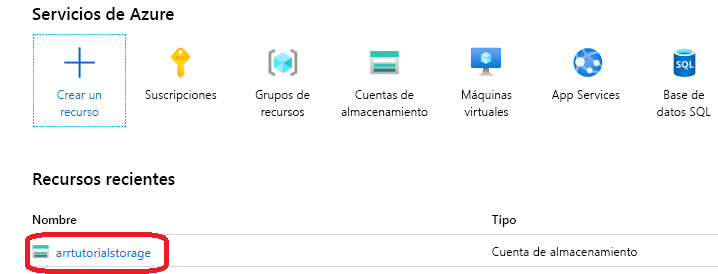 Servicios de Azure
Crear un recurso
Suscripciones
Grupos de recursos
Cuentas de almacenamiento
Máquinas virtuales
App Services
SQL
Base de datos SQL
Recursos recientes
Nombre
Tipo
arrtutorialstorage
Cuenta de almacenamiento